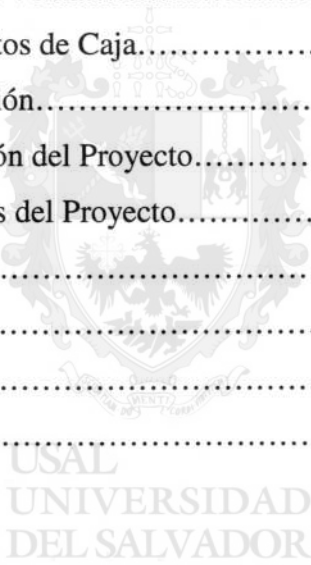 tos de Caja....................
ón....................
ón del Proyecto....................
s del Proyecto....................
....................
....................
....................
....................
USAL
UNIVERSIDAD
DEL SALVADOR